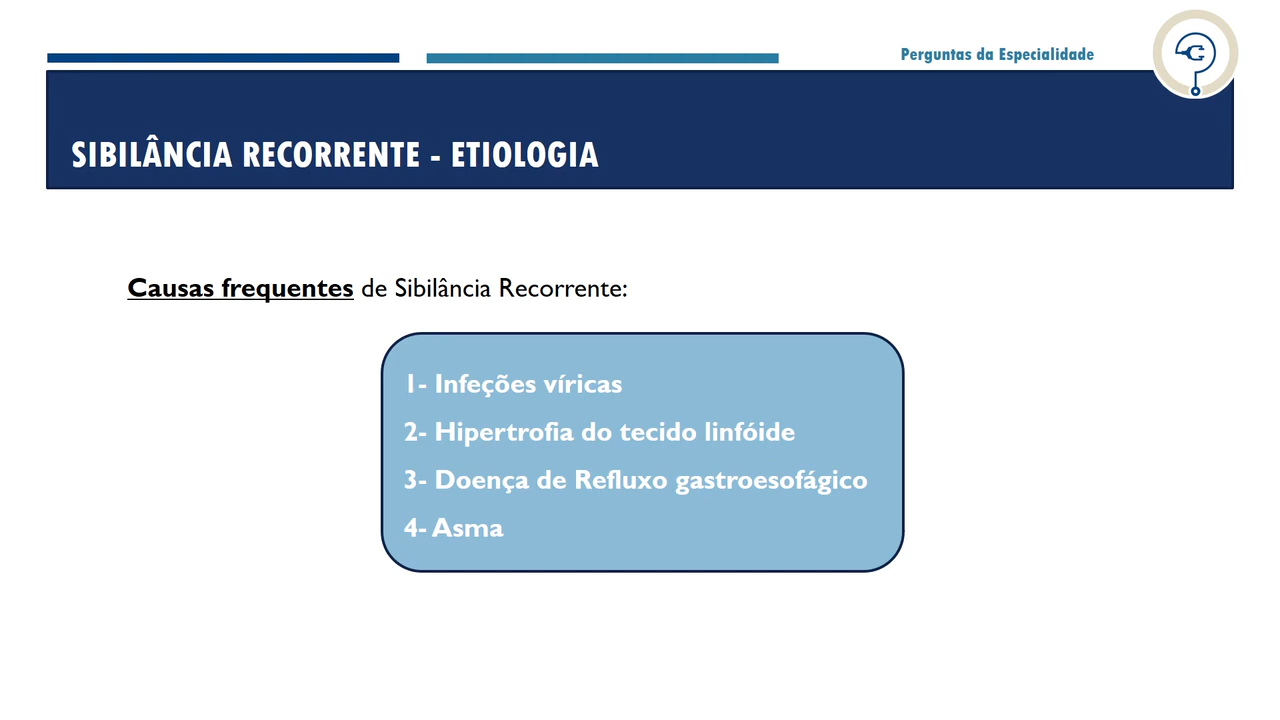 Perguntas da Especialidade
SIBILÂNCIA RECORRENTE - ETIOLOGIA
Causas frequentes de Sibilância Recorrente:
1- Infeções víricas
2- Hipertrofia do tecido linfóide
3- Doença de Refluxo gastroesofágico
4- Asma